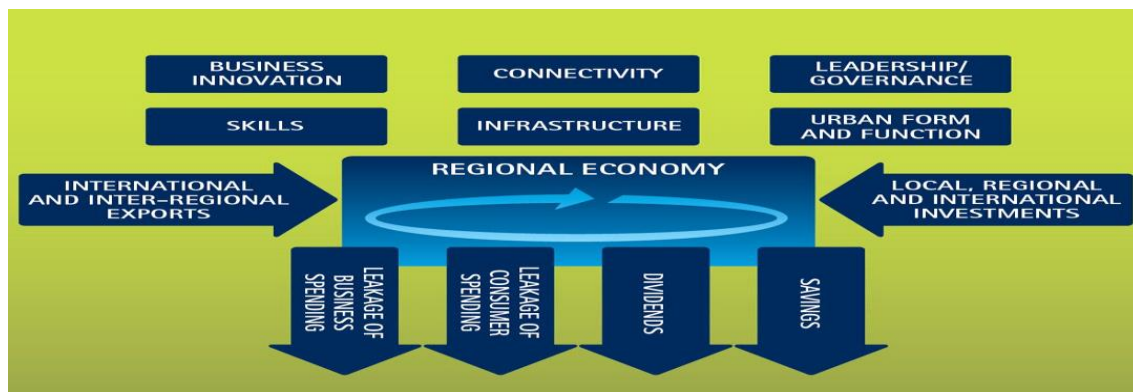 BUSINESS
INNOVATION
CONNECTIVITY
LEADERSHIP/
GOVERNANCE
SKILLS
INFRASTRUCTURE
URBAN FORM
AND FUNCTION
REGIONAL ECONOMY
INTERNATIONAL
AND INTER-REGIONAL
EXPORTS
LOCAL, REGIONAL
AND INTERNATIONAL
INVESTMENTS
LEAKAGE OF
BUSINESS
SPENDING
LEAKAGE OF
CONSUMER
SPENDING
DIVIDENDS
SAVINGS